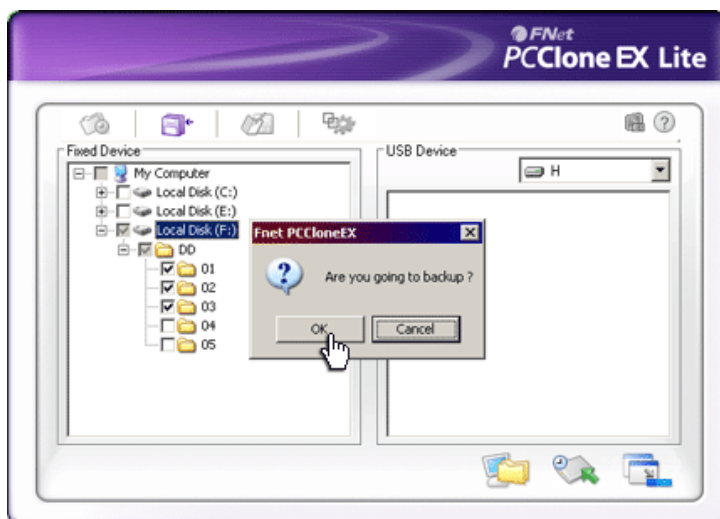 FNet
PCClone EX Lite
Fixed Device
USB Device
My Computer
H
Local Disk (C:)
Local Disk (E:)
Local Disk (F:)
Fnet PCCloneEX
DD
01
Are you going to backup ?
02
03
04
OK
Cancel
05